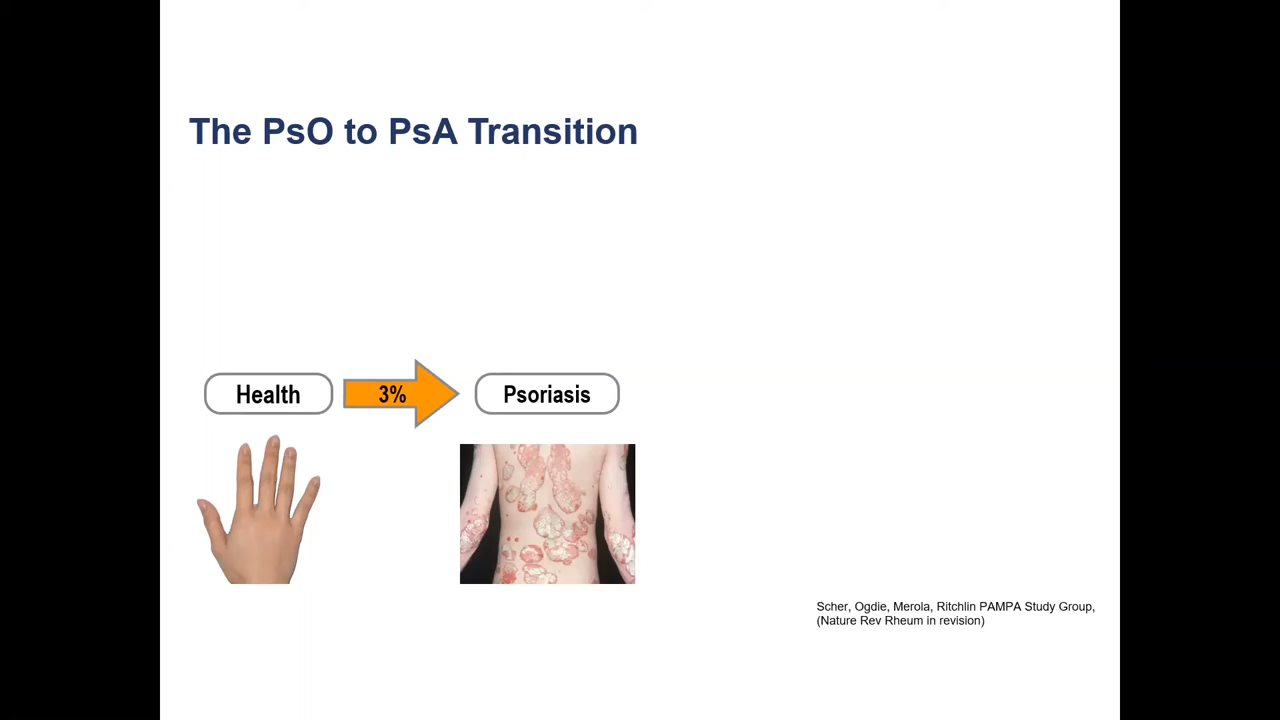 The PsO to PsA Transition
Health
3%
Psoriasis
Scher, Ogdie, Merola, Ritchlin PAMPA Study Group,
(Nature Rev Rheum in revision)